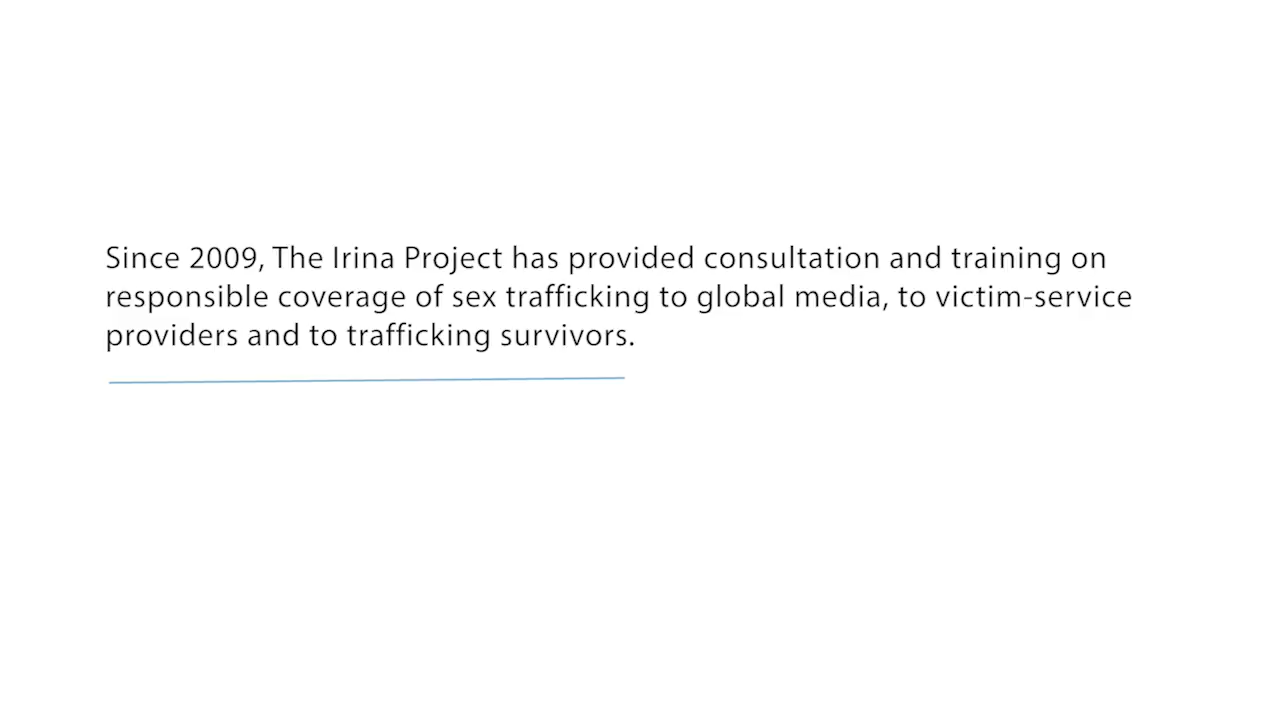 Since 2009, The Irina Project has provided consultation and training on
responsible coverage of sex trafficking to global media, to victim-service
providers and to trafficking survivors.